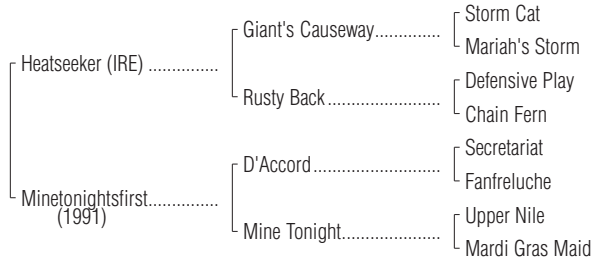 Storm Cat
Giant's Causeway...............
Mariah's Storm
Heatseeker (IRE) ................
Defensive Play
Rusty Back..........................
Chain Fern
Secretariat
D'Accord.............................
Fanfreluche
Minetonightsfirst................
(1991)
Upper Nile
Mine Tonight.......................
Mardi Gras Maid